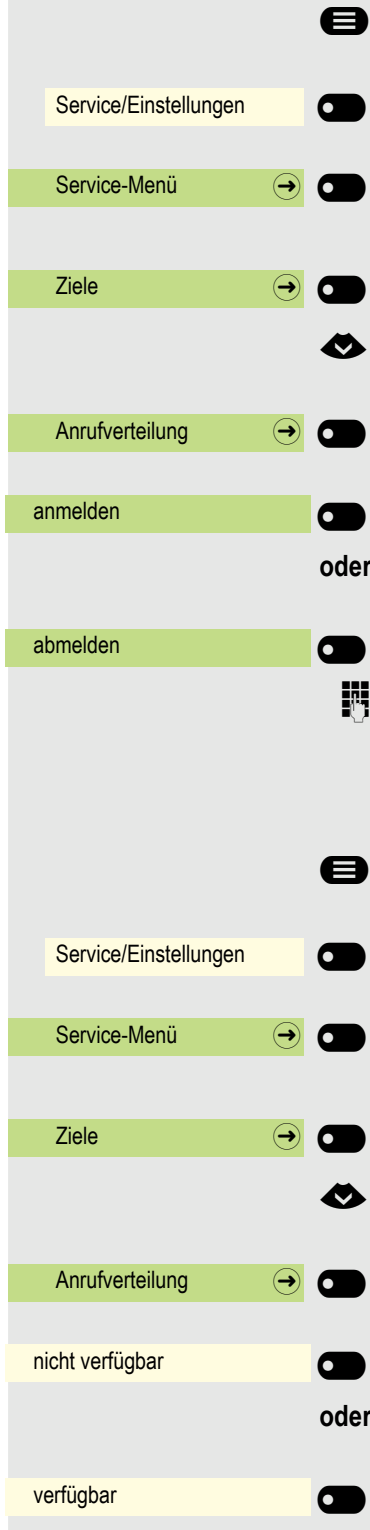 Service/Einstellungen
Service-Menü
Ziele
Anrufverteilung
anmelden
oder
abmelden
Service/Einstellungen
Service-Menü
Ziele
Anrufverteilung
nicht verfügbar
oder
verfügbar